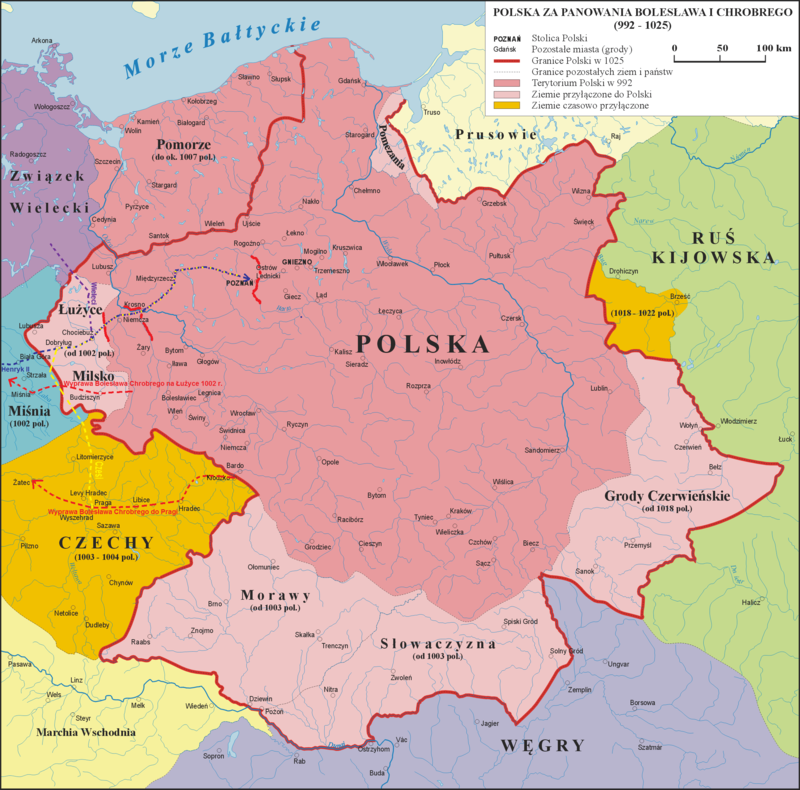 POLSKA ZA PANOWANIA BOLESŁAWA I CHROBREGO
(992 - 1025)
POZNAŃ Stolica Polski
Gdańsk Pozostałe miasta (grody)
Granice Polski w 1025
Granice pozostałych ziem i państw
Terytorium Polski w 992
Ziemie przyłączone do Polski
Ziemie czasowo przyłączone
0 50 100 km
Morze Bałtyckie
Arkona
Wołogoszcz
Radogoszcz
Związek
Wielecki
Sławno
Słupsk
Gdańsk
Kołobrzeg
Kamień
Wolin
Białogard
Pomorze
(do ok. 1007 pol.)
Starogard
Pomezania
Truso
Prusowie
Raj
Szczecin
Stargard
Pyrzyce
Cedynia
Chełmno
Nakło
Grzebsk
Wizna
Święck
Santok
Wieleń
Ujście
Rogoźno
Łekno
Mogilno
Kruszwica
GNIEZNO
Trzemeszno
Ostrów
Lednicki
POZNAŃ
Giecz
Ląd
Włocławek
Płock
Pułtusk
RUŚ
KIJOWSKA
Drohiczyn
Brześć
(1018 - 1022 pol.)
Lubusz
Międzyrzecz
Krosno
Niemcza
Łużyce
Chociebuż
(od 1002 pol.)
Lubusza
Dobryług
Biała Góra
Henryk II
Strzała
Miśnia
Miśnia
(1002 pol.)
Milsko
Budziszyn
Wyprawa Bolesława Chrobrego na Łużyce 1002 r.
Żary
Bytom
Iława
Głogów
Legnica
Bolesławiec
Wleń
Świny
Wrocław
Świdnica
Niemcza
Bardo
Kłodzko
Ryczyn
Opole
Łęczyca
Kalisz
Sieradz
Inowłódz
Rozprza
Czersk
POLSKA
Lublin
Sandomierz
Wiślica
Bytom
Kraków
Tyniec
Wieliczka
Racibórz
Cieszyn
Grodziec
Czchów
Biecz
Sącz
Wołyń
Włodzimierz
Czerwień
Łuck
Bełz
Grody Czerwieńskie
(od 1018 pol.)
Przemyśl
Sanok
Halicz
Litomierzyce
Żatec
Levy Hradec
Praga
Libice
Hradec
Wyprawa Bolesława Chrobrego do Pragi
Wyszehrad
Sazawa
CZECHY
(1003 - 1004 pol.)
Pilzno
Chynów
Netolice
Dudleby
Ołomuniec
Morawy
(od 1003 pol.)
Brno
Znojmo
Raabs
Skałka
Trenczyn
Słowaczyzna
(od 1003 pol.)
Spiski Gród
Solny Gród
Zwoleń
Nitra
Dziewin
Pożoń
Pasawa
Linz
Wels
Steyr
Melk
Wiedeń
Marchia Wschodnia
Sopron
Rab
Ostrzyhom
Vác
Buda
Jagier
Zemplin
Ungvar
Borsowa
Szatmár
WĘGRY